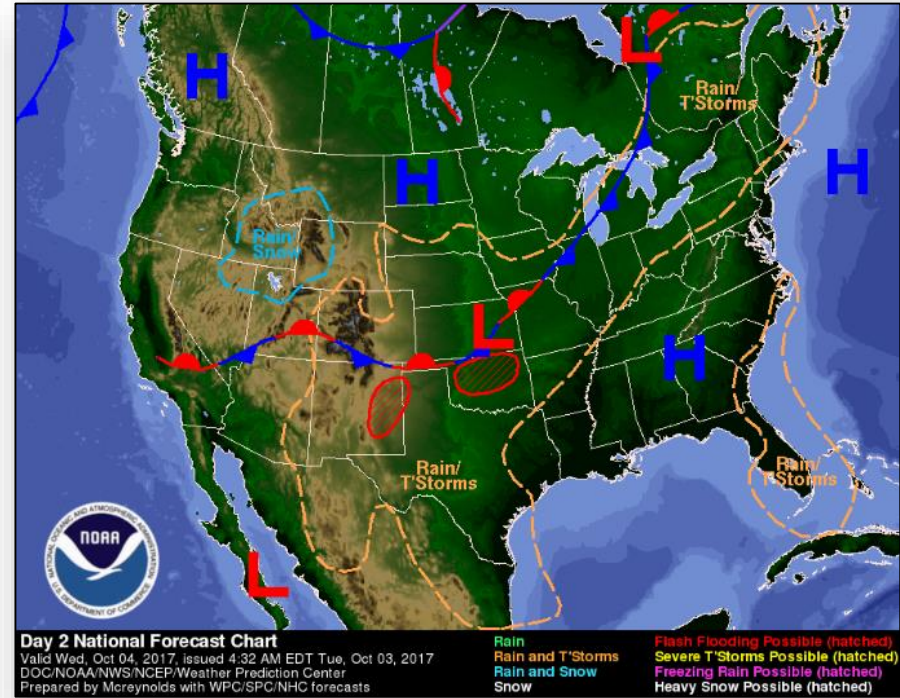 H
L
Rain/
T'Storms
H
H
Rain/
Snow
L
H
Rain/
T'Storms
Rain/
T'Storms
NATIONAL OCEANIC AND ATMOSPHERIC ADMINISTRATION
NOAA
U.S. DEPARTMENT OF COMMERCE
L
Day 2 National Forecast Chart
Valid Wed, Oct 04, 2017, issued 4:32 AM EDT Tue, Oct 03, 2017
DOC/NOAA/NWS/NCEP/Weather Prediction Center
Prepared by Mcreynolds with WPC/SPC/NHC forecasts
Rain
Rain and T'Storms
Rain and Snow
Snow
Flash Flooding Possible (hatched)
Severe T'Storms Possible (hatched)
Freezing Rain Possible (hatched)
Heavy Snow Possible (hatched)